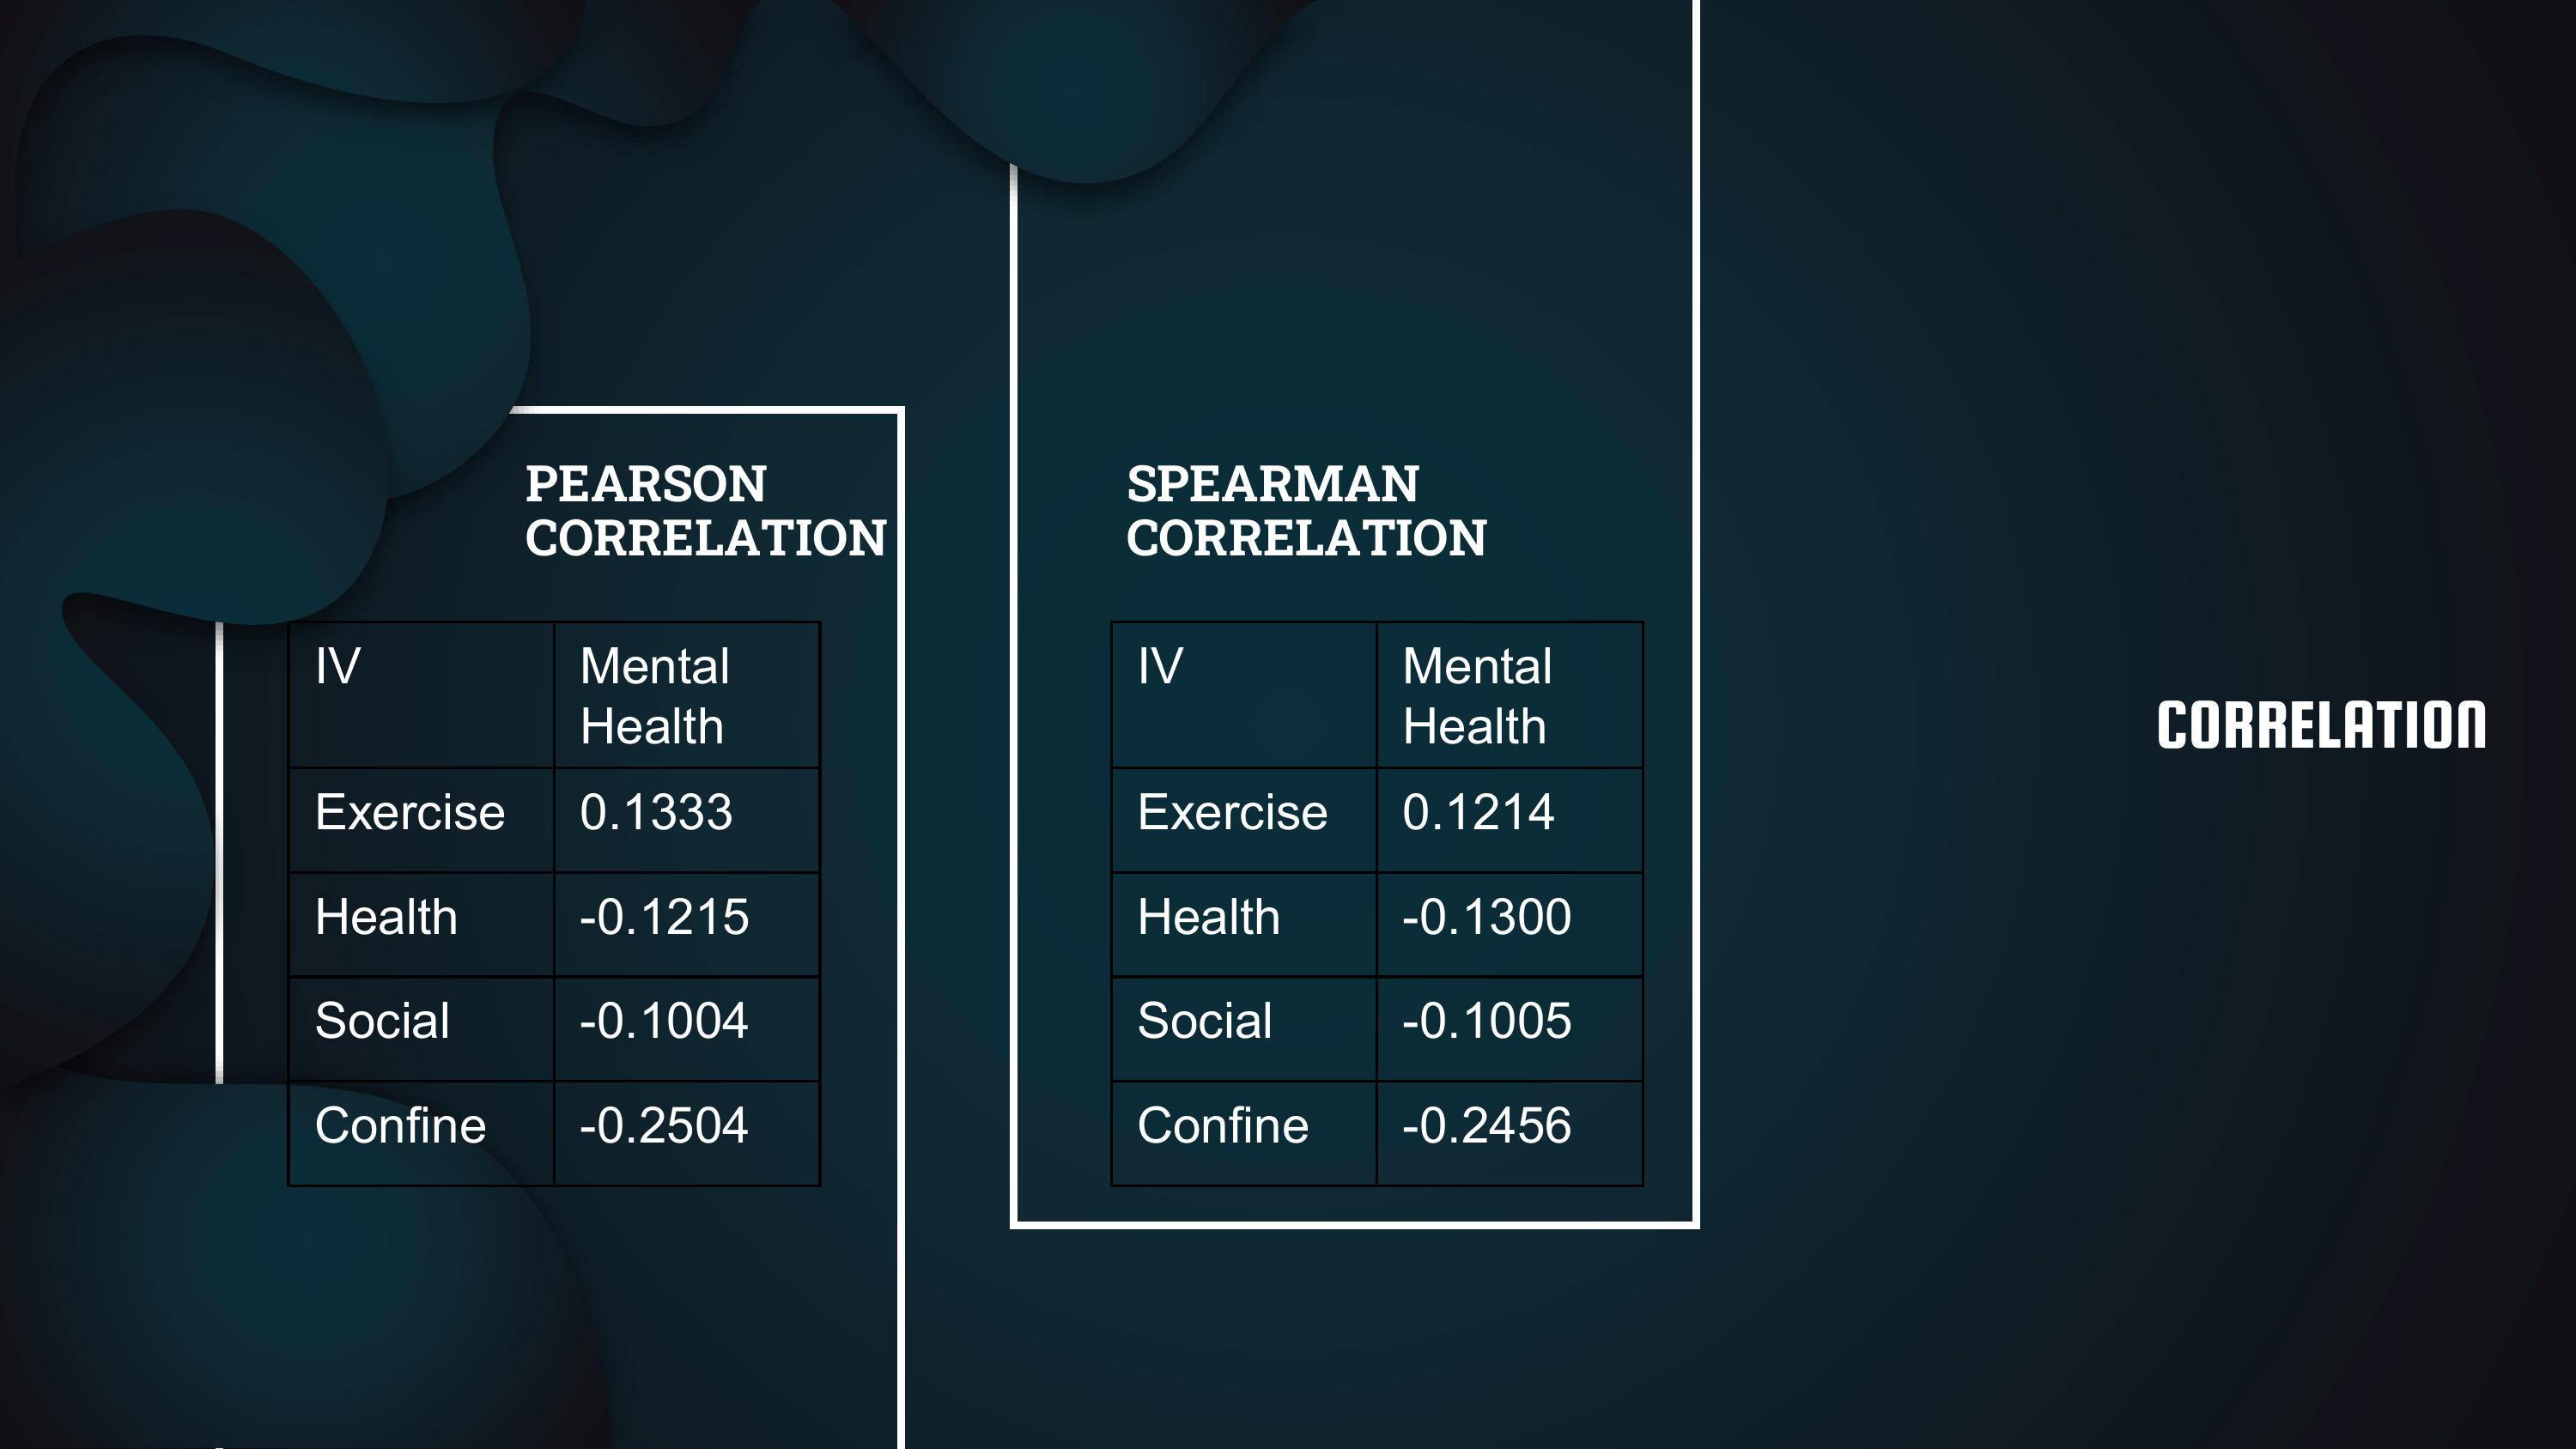 PEARSON
CORRELATION
IV Mental
Health
Exercise 0.1333
Health -0.1215
Social -0.1004
Confine -0.2504
SPEARMAN
CORRELATION
IV Mental
Health
Exercise 0.1214
Health -0.1300
Social -0.1005
Confine -0.2456
CORRELATION